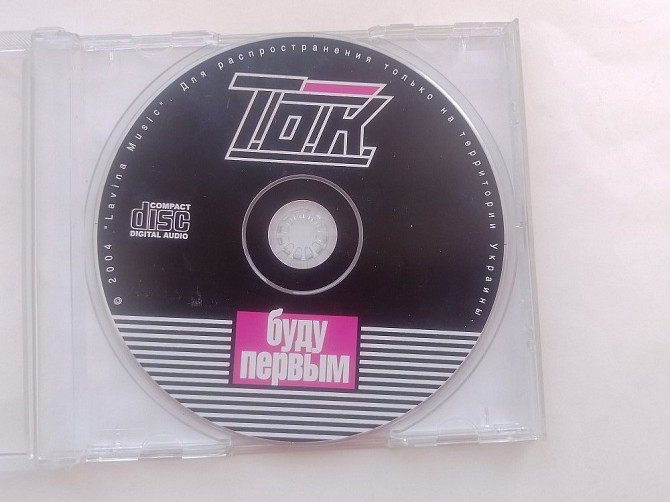 © 2004 "Lavina Music". Для распространения только на территории Украины.
Т.О.К.
COMPACT
disc
DIGITAL AUDIO
буду
первым